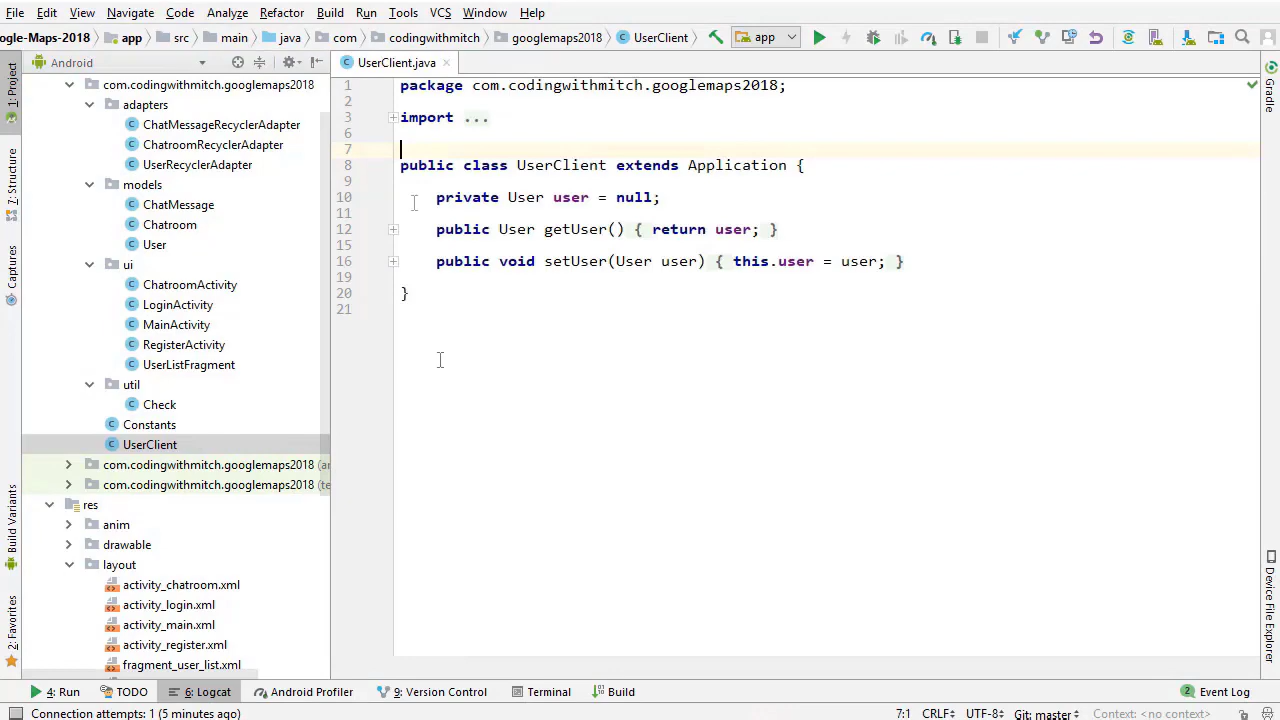 File Edit View Navigate Code Analyze Refactor Build Run Tools VCS Window Help
ogle-Maps-2018 app src main java com codingwithmitch googlemaps2018 UserClient app
Android
UserClient.java
1: Project
7: Structure
Captures
Build Variants
2: Favorites
com.codingwithmitch.googlemaps2018
adapters
ChatMessageRecyclerAdapter
ChatroomRecyclerAdapter
UserRecyclerAdapter
models
ChatMessage
Chatroom
User
ui
ChatroomActivity
LoginActivity
MainActivity
RegisterActivity
UserListFragment
util
Check
Constants
UserClient
com.codingwithmitch.googlemaps2018 (ar
com.codingwithmitch.googlemaps2018 (te
res
anim
drawable
layout
activity_chatroom.xml
activity_login.xml
activity_main.xml
activity_register.xml
fragment_user_list.xml
1 package com.codingwithmitch.googlemaps2018;
2
3 import ...
6
7
8 public class UserClient extends Application {
9
10 private User user = null;
11
12 public User getUser() { return user; }
15
16 public void setUser(User user) { this.user = user; }
19
20 }
21
Gradle
Device File Explorer
4: Run TODO 6: Logcat Android Profiler 9: Version Control Terminal Build 2 Event Log
Connection attempts: 1 (5 minutes ago) 7:1 CRLF UTF-8 Git: master Context: <no context>